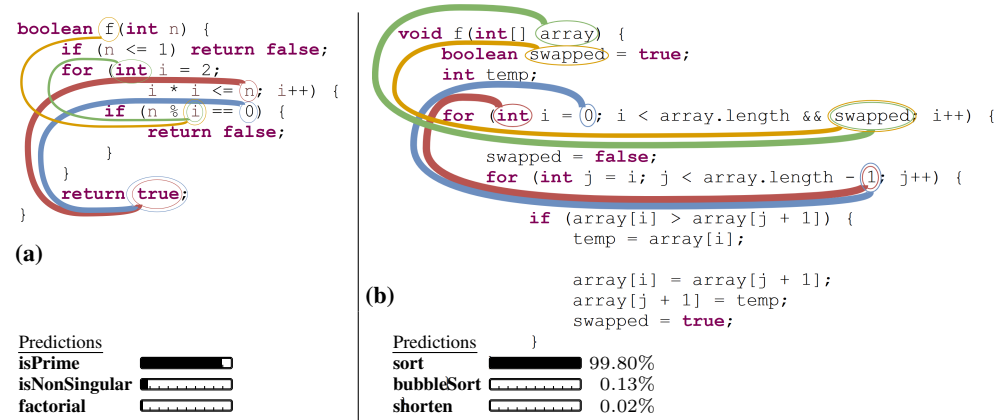 boolean f(int n) {
if (n <= 1) return false;
for (int i = 2;
i * i <= n; i++) {
if (n % i == 0) {
return false;
}
}
return true;
}
(a)
Predictions
isPrime
isNonSingular
factorial
void f(int[] array) {
boolean swapped = true;
int temp;
for (int i = 0; i < array.length && swapped; i++) {
swapped = false;
for (int j = i; j < array.length - 1; j++) {
if (array[i] > array[j + 1]) {
temp = array[i];
array[i] = array[j + 1];
array[j + 1] = temp;
swapped = true;
}
(b)
Predictions
sort 99.80%
bubbleSort 0.13%
shorten 0.02%